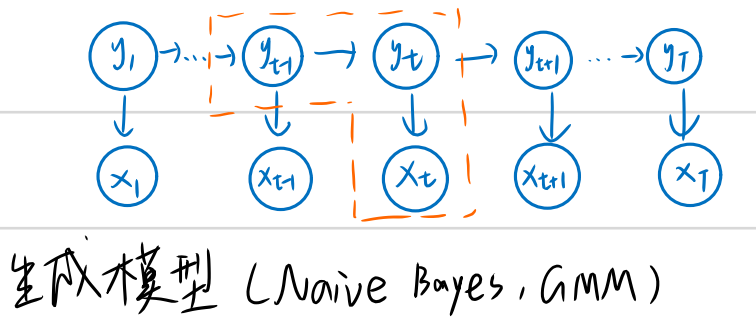 y1 → ... → yt-1 → yt → yt+1 ... → yT
x1 xt-1 xt xt+1 xT
生成模型 (Naive Bayes, GMM)